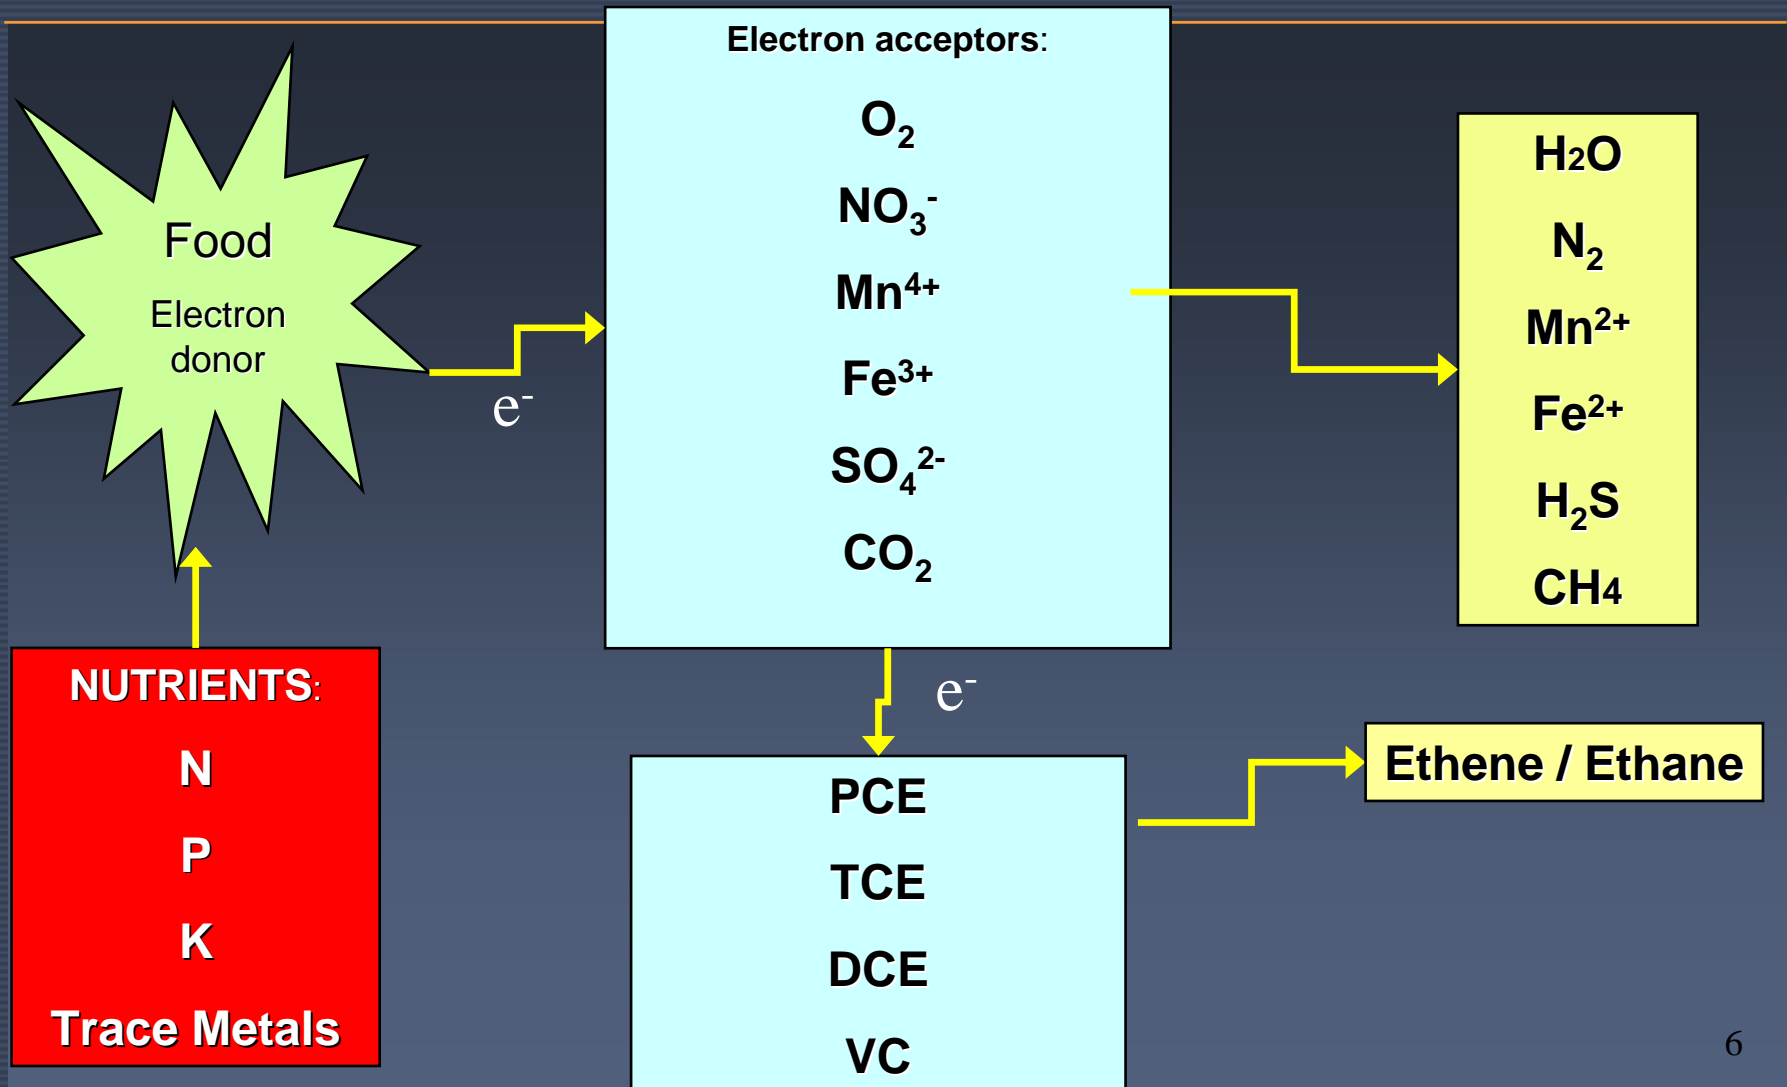 Electron acceptors:
O₂
NO₃⁻
Mn⁴⁺
Fe³⁺
SO₄²⁻
CO₂
Food
Electron
donor
e⁻
H2O
N₂
Mn²⁺
Fe²⁺
H₂S
CH4
NUTRIENTS:
N
P
K
Trace Metals
e⁻
PCE
TCE
DCE
VC
Ethene / Ethane
6